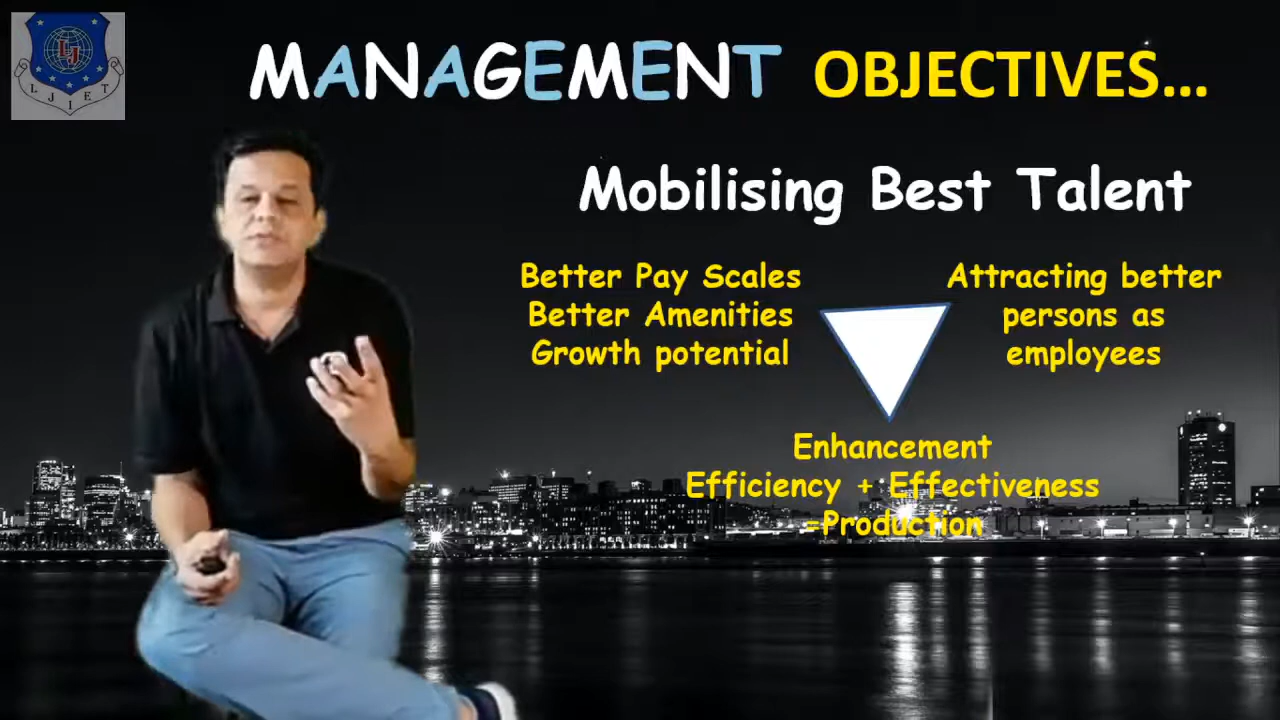 LJIET
MANAGEMENT OBJECTIVES...
Mobilising Best Talent
Better Pay Scales
Better Amenities
Growth potential
Attracting better
persons as
employees
Enhancement
Efficiency + Effectiveness
=Production